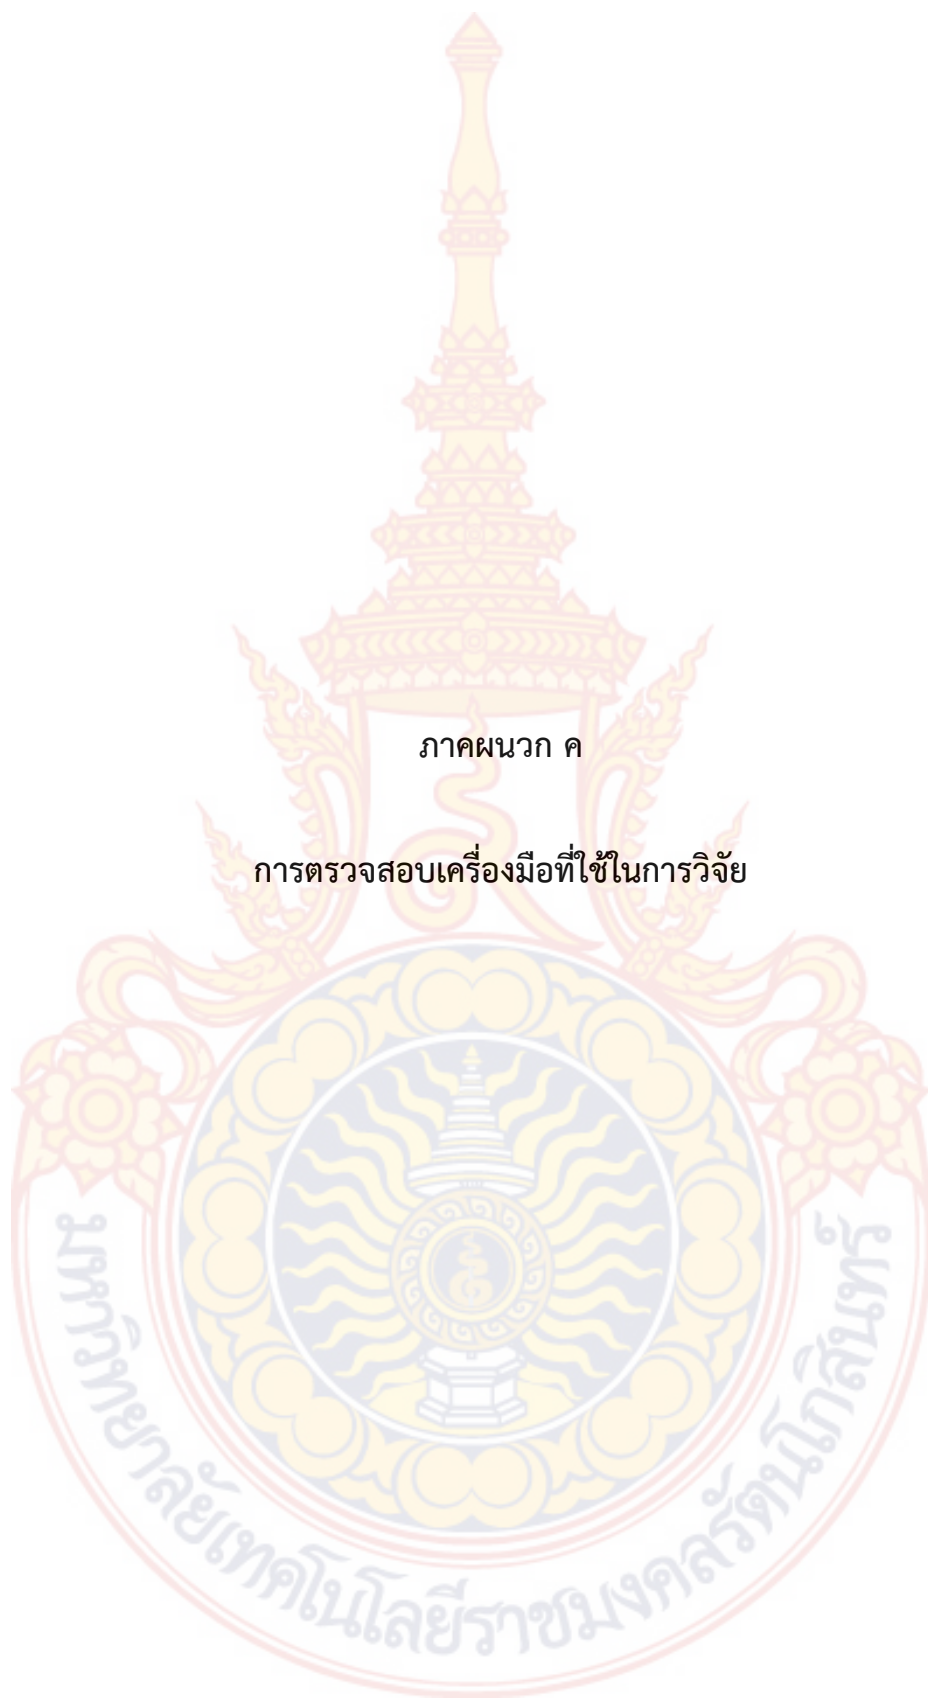 ภาคผนวก ค
การตรวจสอบเครื่องมือที่ใช้ในการวิจัย
มหาวิทยาลัยเทคโนโลยีราชมงคลรัตนโกสินทร์